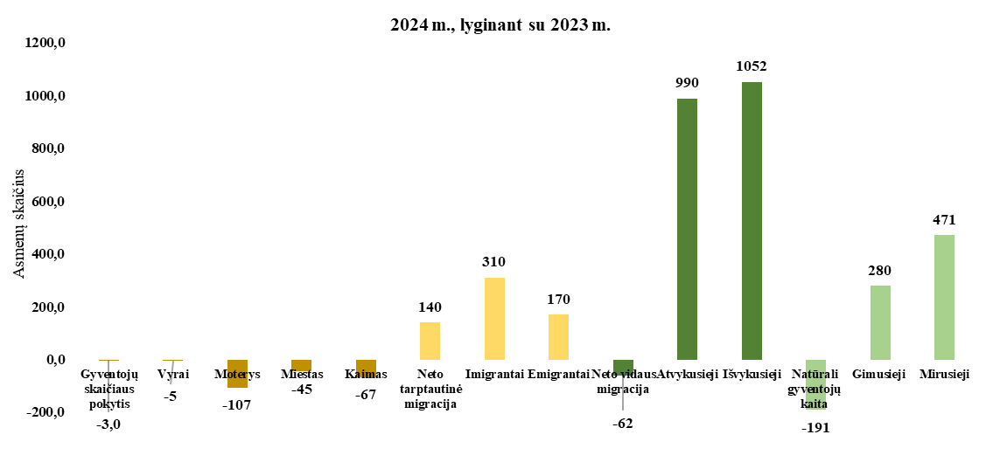 2024 m., lyginant su 2023 m.
Asmenų skaičius
1200,0
1000,0
800,0
600,0
400,0
200,0
0,0
-200,0
-3,0
-5
-107
-45
-67
140
310
170
-62
990
1052
-191
280
471
Gyventojų
skaičiaus
pokytis
Vyrai
Moterys
Miestas
Kaimas
Neto
tarptautinė
migracija
Imigrantai
Emigrantai
Neto vidaus
migracija
Atvykusieji
Išvykusieji
Natūrali
gyventojų
kaita
Gimusieji
Mirusieji